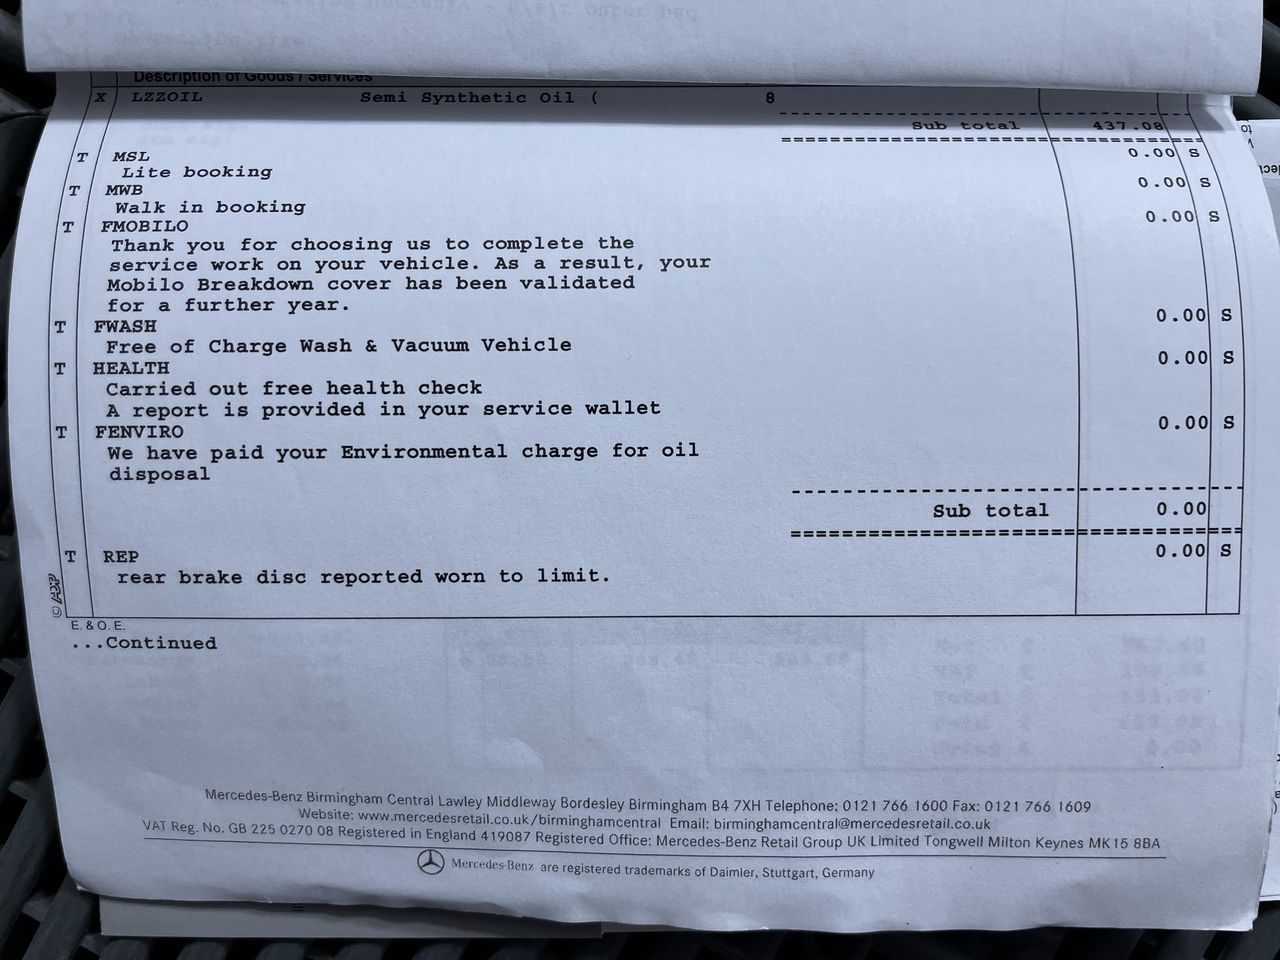 Description of Goods / Services
X LZZOIL Semi Synthetic Oil ( 8
Sub total 437.08
T MSL 0.00 S
Lite booking
T MWB 0.00 S
Walk in booking
T FMOBILO 0.00 S
Thank you for choosing us to complete the
service work on your vehicle. As a result, your
Mobilo Breakdown cover has been validated
for a further year.
T FWASH 0.00 S
Free of Charge Wash & Vacuum Vehicle
T HEALTH 0.00 S
Carried out free health check
A report is provided in your service wallet
T FENVIRO 0.00 S
We have paid your Environmental charge for oil
disposal
Sub total 0.00
T REP 0.00 S
rear brake disc reported worn to limit.
© ADP
E. & O. E.
...Continued
Mercedes-Benz Birmingham Central Lawley Middleway Bordesley Birmingham B4 7XH Telephone: 0121 766 1600 Fax: 0121 766 1609
Website: www.mercedesretail.co.uk/birminghamcentral Email: birminghamcentral@mercedesretail.co.uk
VAT Reg. No. GB 225 0270 08 Registered in England 419087 Registered Office: Mercedes-Benz Retail Group UK Limited Tongwell Milton Keynes MK15 8BA
Mercedes-Benz are registered trademarks of Daimler, Stuttgart, Germany